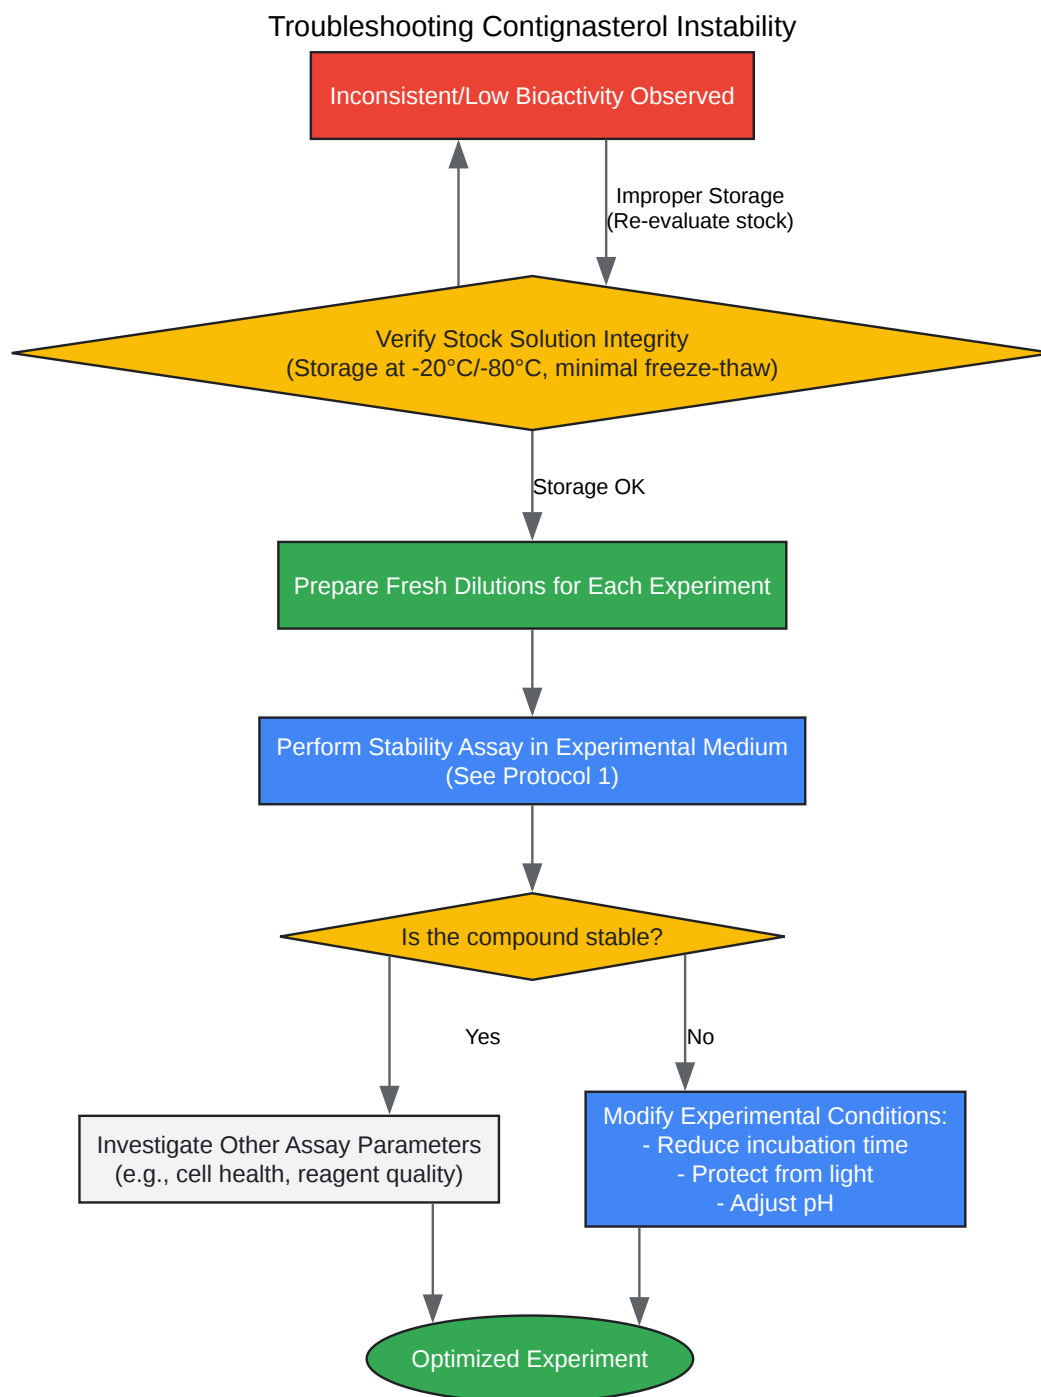 Troubleshooting Contignasterol Instability
Inconsistent/Low Bioactivity Observed
Improper Storage
(Re-evaluate stock)
Verify Stock Solution Integrity
(Storage at -20°C/-80°C, minimal freeze-thaw)
Storage OK
Prepare Fresh Dilutions for Each Experiment
Perform Stability Assay in Experimental Medium
(See Protocol 1)
Is the compound stable?
Yes
No
Investigate Other Assay Parameters
(e.g., cell health, reagent quality)
Modify Experimental Conditions:
- Reduce incubation time
- Protect from light
- Adjust pH
Optimized Experiment